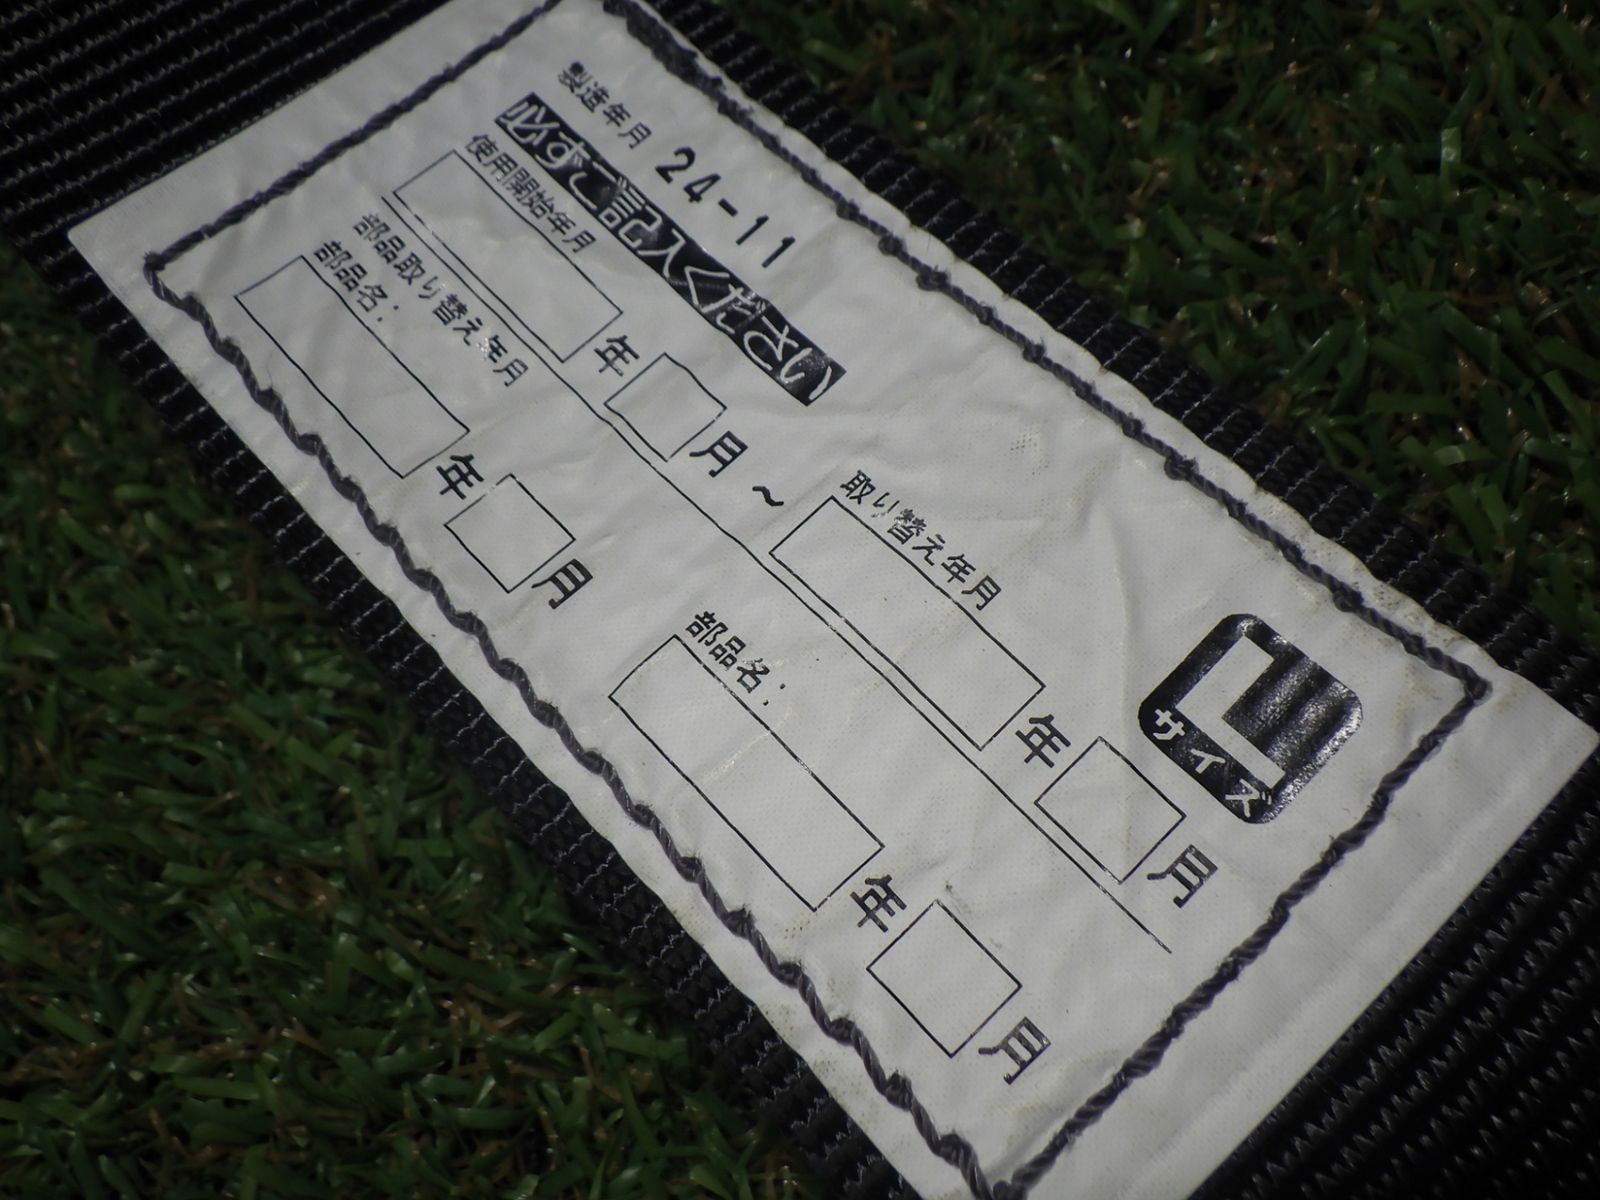 製造年月 24-11
必ずご記入ください
使用開始年月
年 月 ~
取り替え年月
年 月
部品取り替え年月
部品名:
年 月
部品名:
年 月
L
サイズ